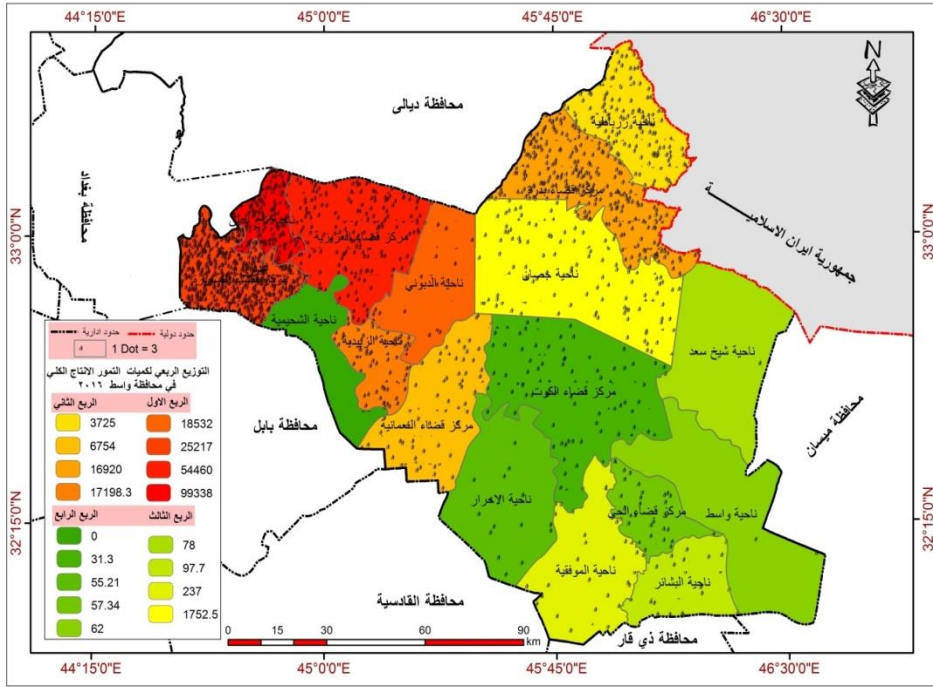 44°15'0"E
45°0'0"E
45°45'0"E
46°30'0"E
33°0'0"N
32°15'0"N
33°0'0"N
32°15'0"N
44°15'0"E
45°0'0"E
45°45'0"E
46°30'0"E
N
محافظة ديالى
محافظة بغداد
جمهورية ايران الاسلامية
محافظة ميسان
محافظة بابل
محافظة القادسية
محافظة ذي قار
ناحية زرباطية
مركز قضاء بدرة
مركز قضاء العزيزية
ناحية الدبوني
ناحية جصان
ناحية الشحيمية
ناحية الزبيدية
ناحية شيخ سعد
مركز قضاء الكوت
مركز قضاء النعمانية
ناحية الاحرار
مركز قضاء الحي
ناحية واسط
ناحية الموفقية
ناحية البشائر
حدود دولية
حدود ادارية
1 Dot = 3
التوزيع الربعي لكميات التمور الانتاج الكلي
في محافظة واسط ٢٠١٦
الربع الاول
18532
25217
54460
99338
الربع الثاني
3725
6754
16920
17198.3
الربع الثالث
78
97.7
237
1752.5
الربع الرابع
0
31.3
55.21
57.34
62
0 15 30 60 90
km